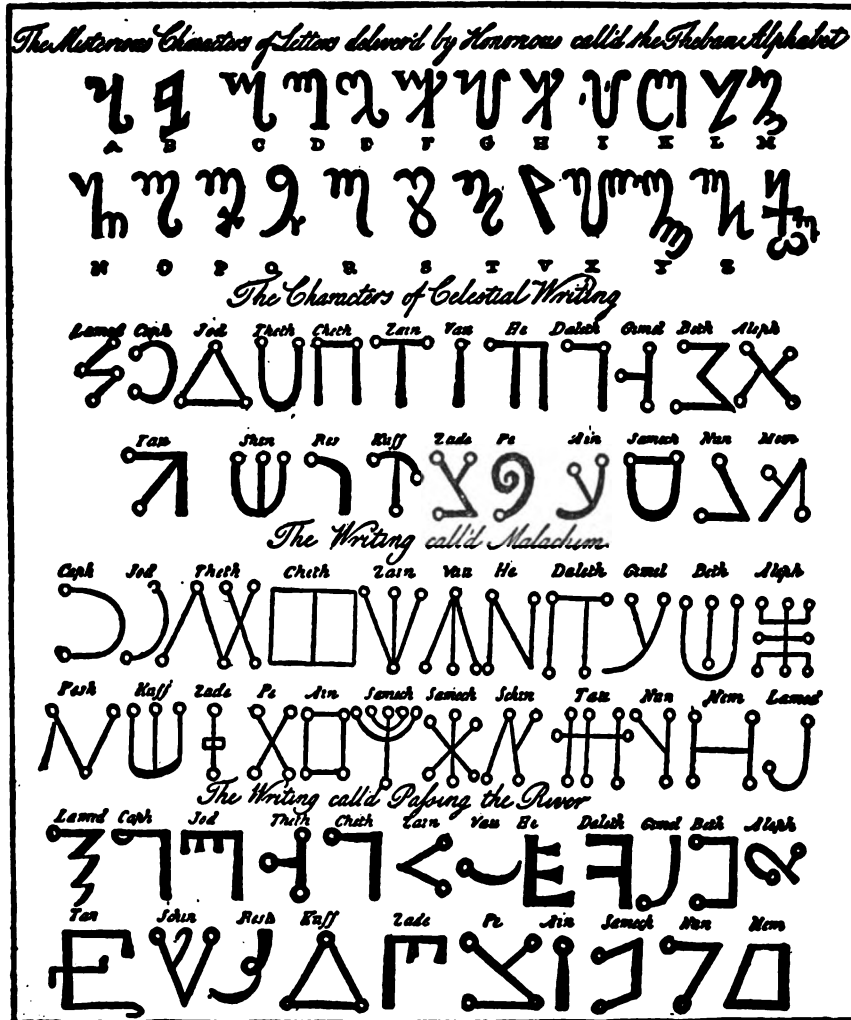 The Misterious Characters of Letters deliver'd by Honorious call'd the Theban Alphabet
A B C D E F G H I K L M
N O P Q R S T V X Y Z
The Characters of Celestial Writing
Lamed Caph Jod Theth Cheth Zain Vau He Daleth Gimel Beth Aleph
Tau Shin Res Kuff Zade Pe Ain Samech Nun Mem
The Writing call'd Malachim
Caph Jod Theth Cheth Zain Vau He Daleth Gimel Beth Aleph
Resh Kuff Zade Pe Ain Samech Samech Schin Tau Nun Mem Lamed
The Writing call'd Passing the River
Lamed Caph Jod Theth Cheth Zain Vau He Daleth Gimel Beth Aleph
Tau Schin Resh Kuff Zade Pe Ain Samech Nun Mem